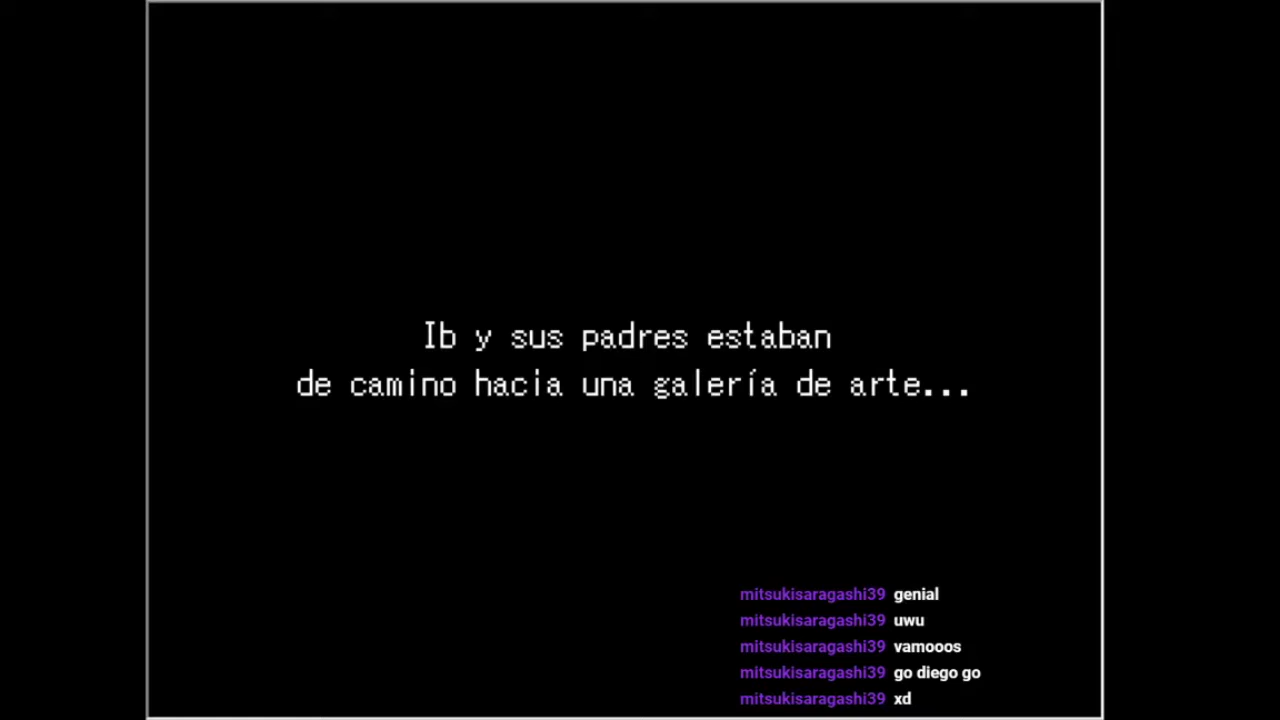 Ib y sus padres estaban
de camino hacia una galería de arte...
mitsukisaragashi39 genial
mitsukisaragashi39 uwu
mitsukisaragashi39 vamooos
mitsukisaragashi39 go diego go
mitsukisaragashi39 xd